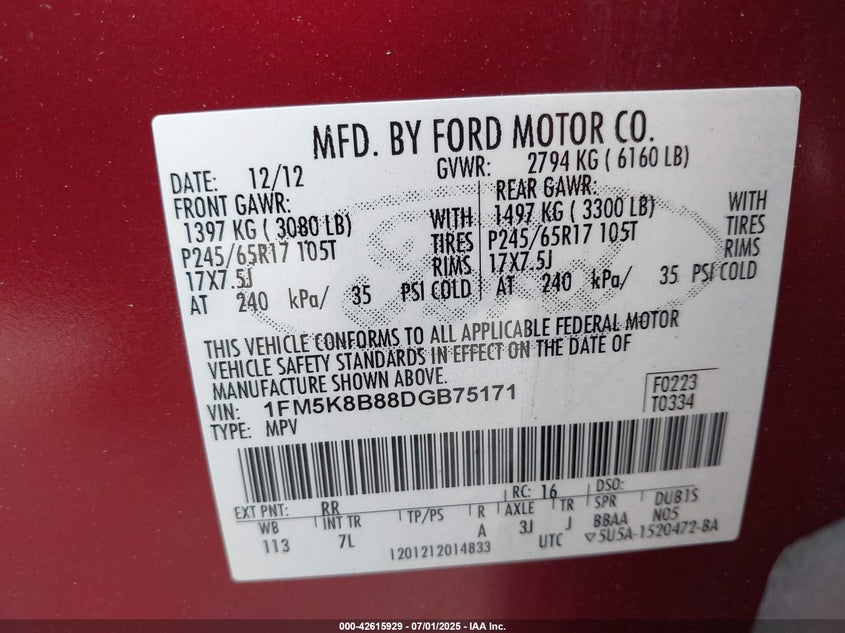 MFD. BY FORD MOTOR CO.
DATE: 12/12
GVWR: 2794 KG ( 6160 LB)
FRONT GAWR:
1397 KG ( 3080 LB)
P245/65R17 105T
17X7.5J
AT 240 kPa/ 35 PSI COLD
WITH
TIRES
RIMS
REAR GAWR:
1497 KG ( 3300 LB)
P245/65R17 105T
17X7.5J
AT 240 kPa/ 35 PSI COLD
WITH
TIRES
RIMS
THIS VEHICLE CONFORMS TO ALL APPLICABLE FEDERAL MOTOR
VEHICLE SAFETY STANDARDS IN EFFECT ON THE DATE OF
MANUFACTURE SHOWN ABOVE.
VIN: 1FM5K8B88DGB75171
TYPE: MPV
F0223
T0334
EXT PNT: RR RC: 16 DSO:
WB INT TR TP/PS R AXLE TR SPR DUB1S
113 7L A 3J J BBAA N05
1201212014833 UTC ▽5U5A-1520472-BA
000-42615929 - 07/01/2025 - IAA Inc.